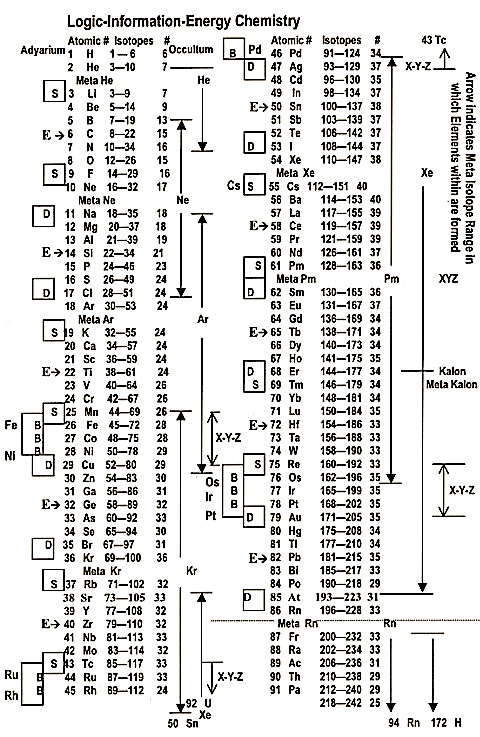 Logic-Information-Energy Chemistry
Adyarium Atomic # Isotopes # Occultum
1 H 1—6 6
2 He 3—10 7
Meta He He
S 3 Li 3—9 7
4 Be 5—14 9
5 B 7—19 13
E→ 6 C 8—22 15
7 N 10—34 16
8 O 12—26 15
S 9 F 14—29 16
10 Ne 16—32 17
Meta Ne Ne
D 11 Na 18—35 18
12 Mg 20—37 18
13 Al 21—39 19
E→ 14 Si 22—34 21
15 P 24—46 23
16 S 26—49 24
D 17 Cl 28—51 24
18 Ar 30—53 24
Meta Ar Ar
S 19 K 32—55 24
20 Ca 34—57 24
21 Sc 36—59 24
E→ 22 Ti 38—61 24
23 V 40—64 26
24 Cr 42—67 26
S 25 Mn 44—69 26
Fe B 26 Fe 45—72 28
B 27 Co 48—75 28 X-Y-Z
Ni B 28 Ni 50—78 29
D 29 Cu 52—80 29
30 Zn 54—83 30
31 Ga 56—86 31
E→ 32 Ge 58—89 32
33 As 60—92 33
34 Se 65—94 30
D 35 Br 67—97 31
36 Kr 69—100 36
Meta Kr Kr
S 37 Rb 71—102 32
38 Sr 73—105 33
39 Y 77—108 32
E→ 40 Zr 79—110 32
41 Nb 81—113 33
42 Mo 83—114 32
S 43 Tc 85—117 33
Ru B 44 Ru 87—119 33 X-Y-Z
Rh B 45 Rh 89—112 24
92 U
Xe
50 Sn
Atomic # Isotopes # 43 Tc
B Pd 46 Pd 91—124 34
D 47 Ag 93—129 37 X-Y-Z
48 Cd 96—130 35
49 In 98—134 37
E→ 50 Sn 100—137 38
51 Sb 103—139 37
52 Te 106—142 37
D 53 I 108—144 37
54 Xe 110—147 38
Meta Xe Xe
Cs S 55 Cs 112—151 40
56 Ba 114—153 40
57 La 117—155 39
E→ 58 Ce 119—157 39
59 Pr 121—159 39
60 Nd 126—161 37
S 61 Pm 128—163 36
Meta Pm Pm XYZ
D 62 Sm 130—165 36
63 Eu 131—167 37
64 Gd 136—169 34
E→ 65 Tb 138—171 34
66 Dy 140—173 34
67 Ho 141—175 35
D 68 Er 144—177 34 Kalon
S 69 Tm 146—179 34 Meta Kalon
70 Yb 148—181 34
71 Lu 150—184 35
E→ 72 Hf 154—186 33
73 Ta 156—188 33
74 W 158—190 33
S 75 Re 160—192 33
Os B 76 Os 162—196 35
Ir B 77 Ir 165—199 35 X-Y-Z
Pt B 78 Pt 168—202 35
D 79 Au 171—205 35
80 Hg 175—208 34
81 Tl 177—210 34
E→ 82 Pb 181—215 35
83 Bi 185—217 33
84 Po 190—218 29
D 85 At 193—223 31
86 Rn 196—228 33
Meta Rn Rn
87 Fr 200—232 33
88 Ra 202—234 33
89 Ac 206—236 31
90 Th 210—238 29
91 Pa 212—240 29
218—242 25
94 Rn 172 H
Arrow indicates Meta Isotope Range in
which Elements within are formed